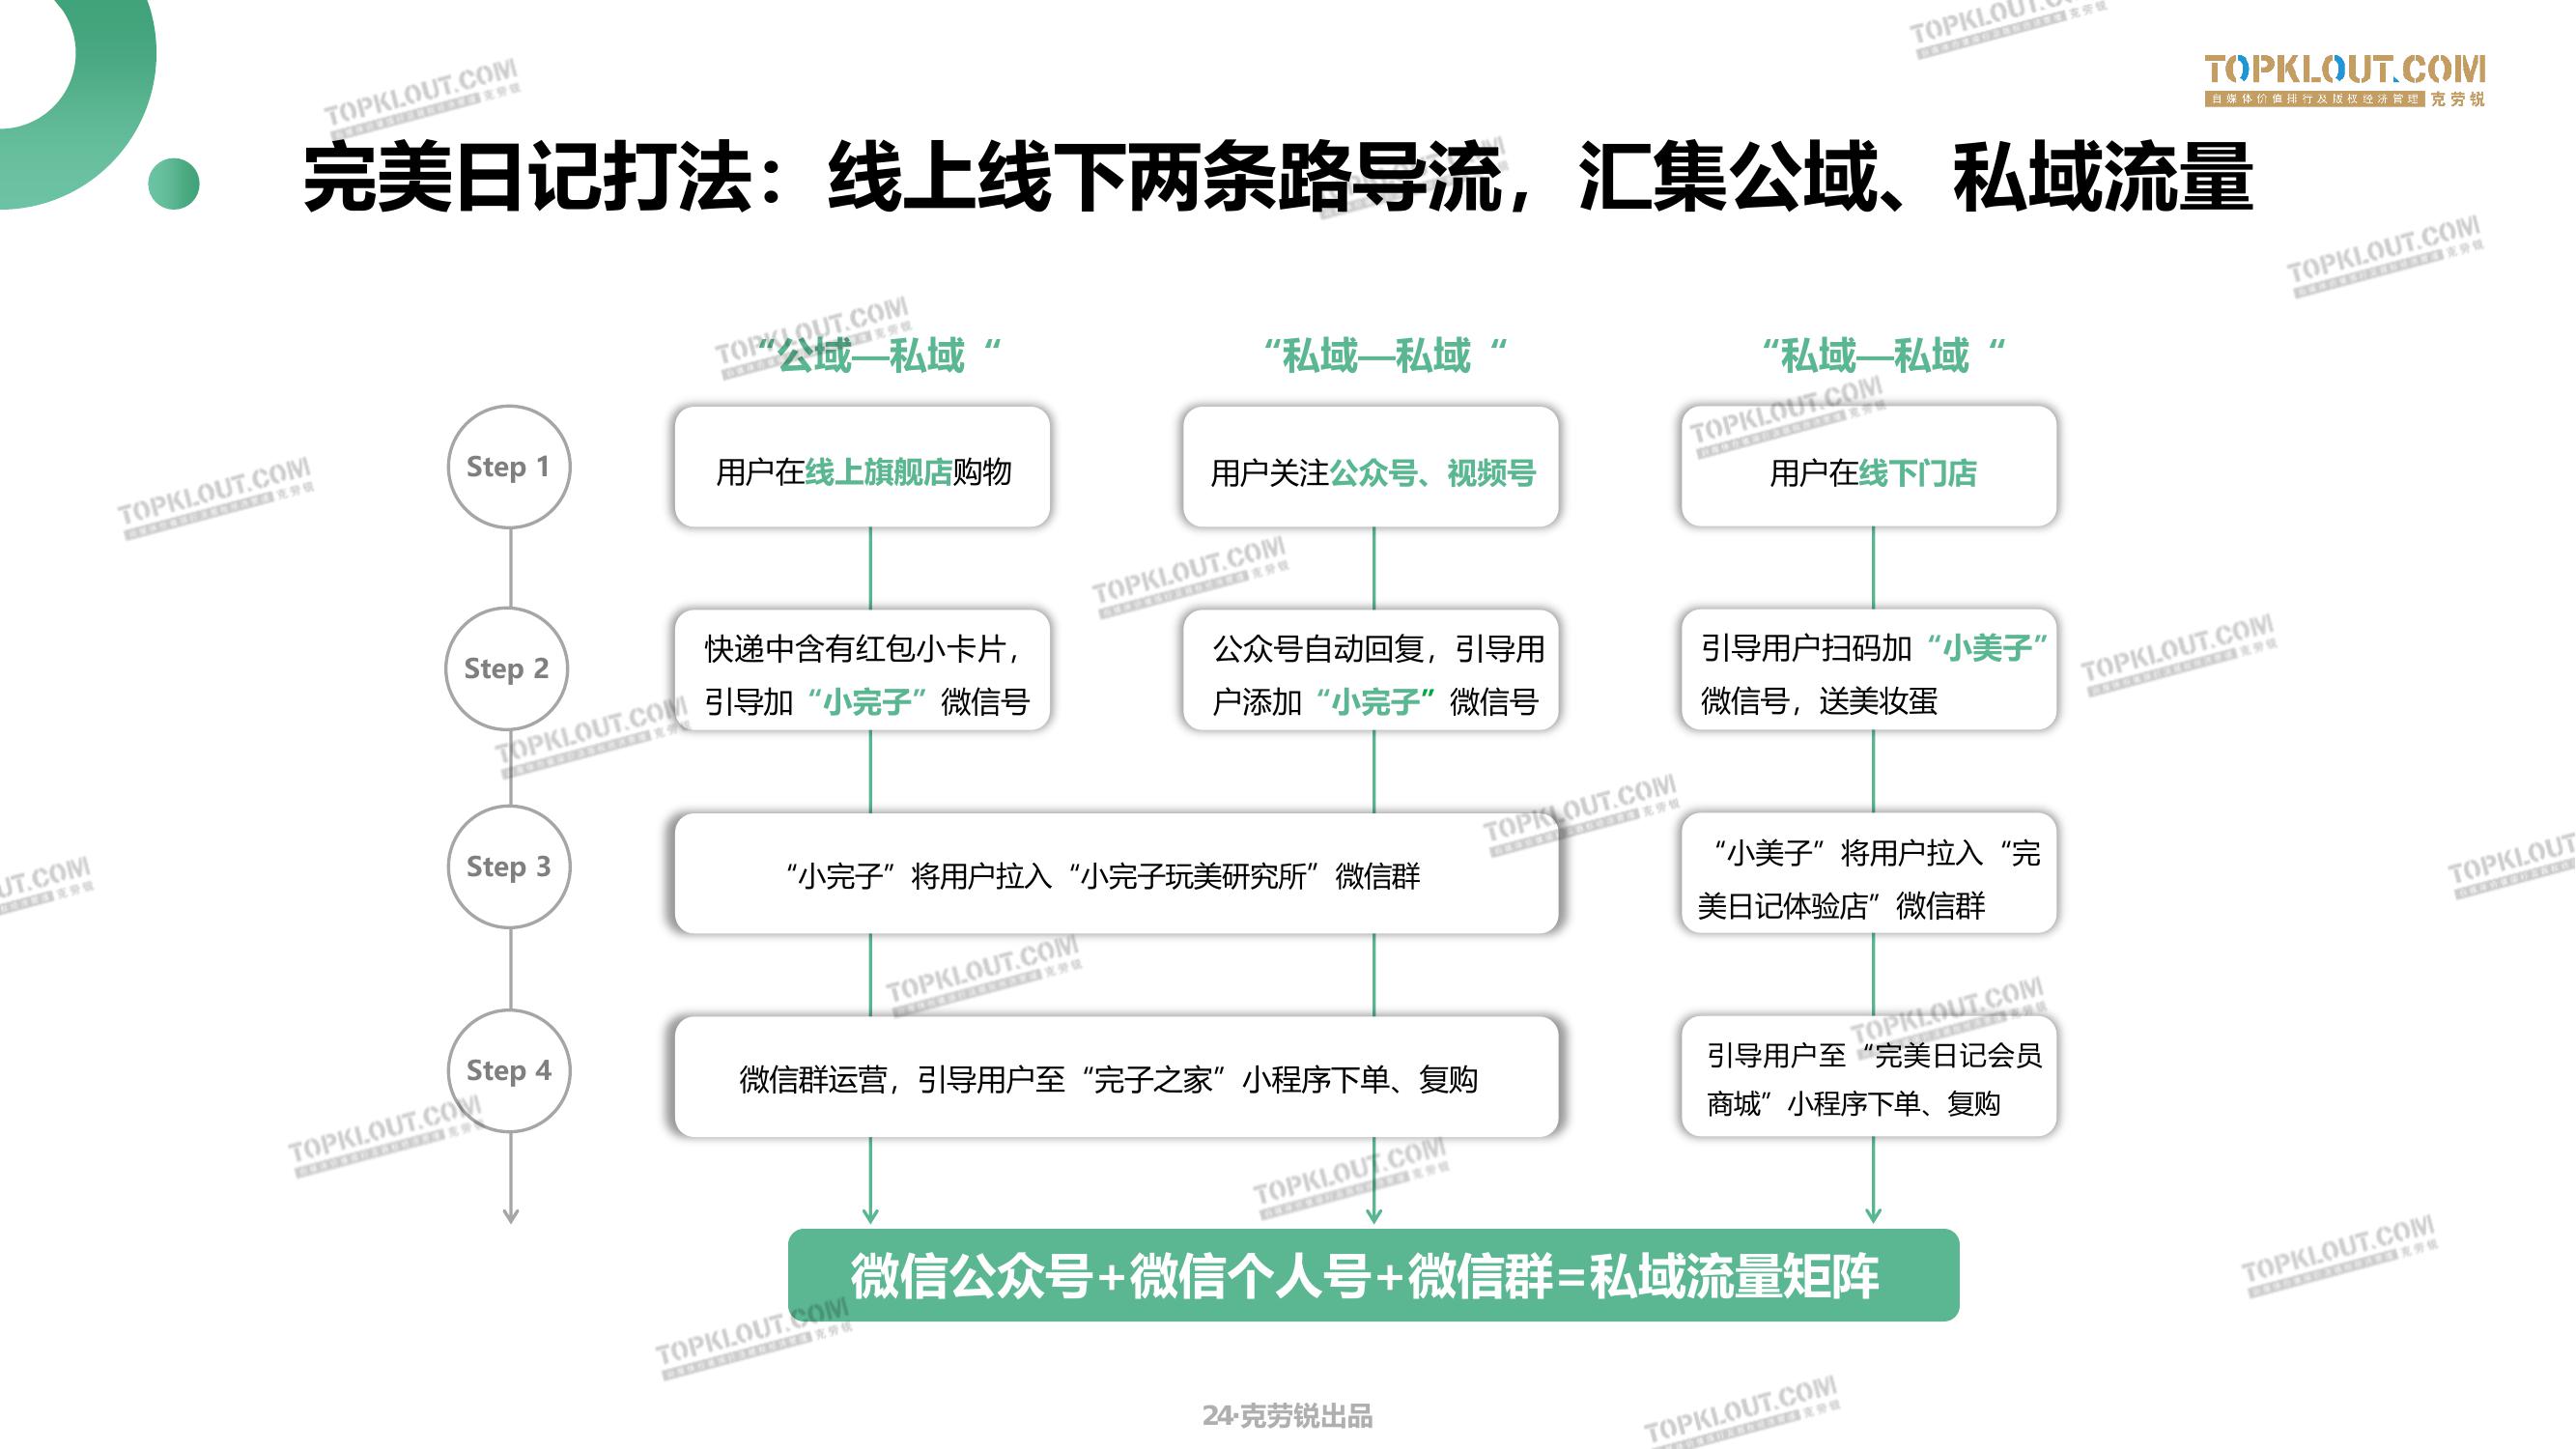 TOPKLOUT.COM
自媒体价值排行及版权经济管理 克劳锐
完美日记打法：线上线下两条路导流，汇集公域、私域流量
“公域—私域“
“私域—私域“
“私域—私域“
Step 1
用户在线上旗舰店购物
用户关注公众号、视频号
用户在线下门店
Step 2
快递中含有红包小卡片，
引导加“小完子”微信号
公众号自动回复，引导用
户添加“小完子”微信号
引导用户扫码加“小美子”
微信号，送美妆蛋
Step 3
“小完子”将用户拉入“小完子玩美研究所”微信群
“小美子”将用户拉入“完
美日记体验店”微信群
Step 4
微信群运营，引导用户至“完子之家”小程序下单、复购
引导用户至“完美日记会员
商城”小程序下单、复购
微信公众号+微信个人号+微信群=私域流量矩阵
24·克劳锐出品